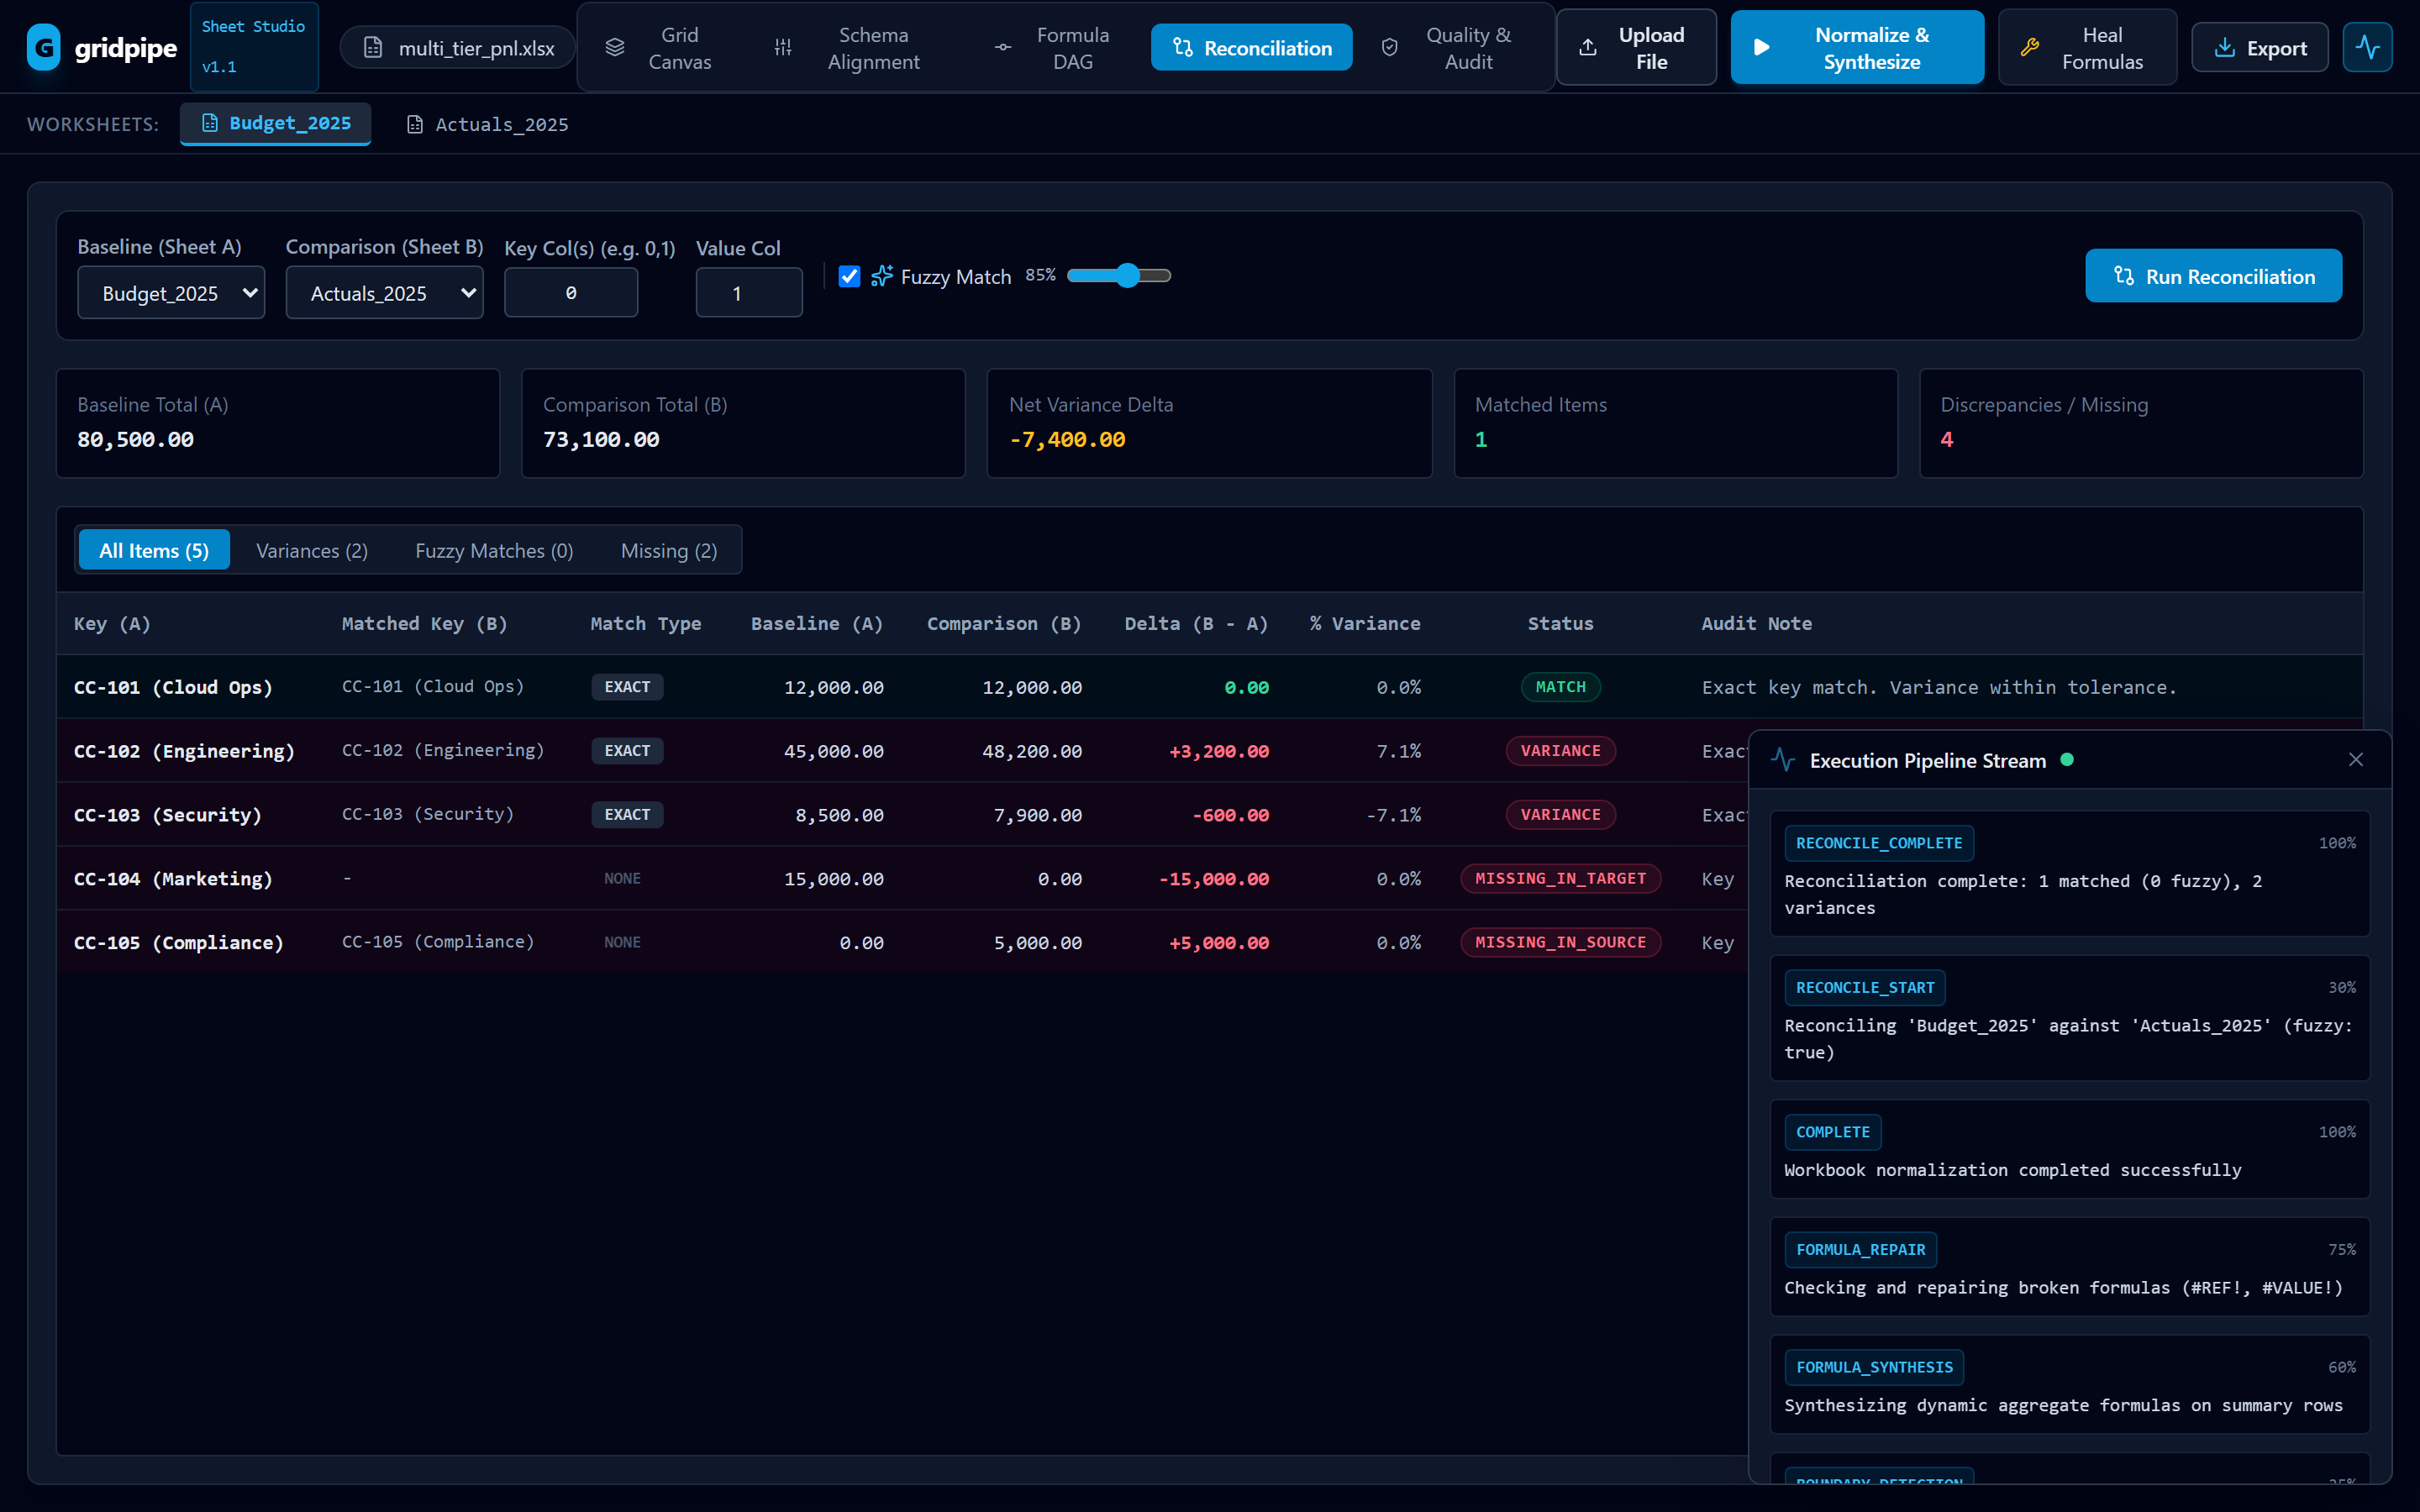 G gridpipe
Sheet Studio
v1.1
multi_tier_pnl.xlsx
Grid
Canvas
Schema
Alignment
Formula
DAG
Reconciliation
Quality &
Audit
Upload
File
Normalize &
Synthesize
Heal
Formulas
Export
WORKSHEETS:
Budget_2025
Actuals_2025
Baseline (Sheet A)
Comparison (Sheet B)
Key Col(s) (e.g. 0,1)
Value Col
Budget_2025
Actuals_2025
0
1
Fuzzy Match
85%
Run Reconciliation
Baseline Total (A)
80,500.00
Comparison Total (B)
73,100.00
Net Variance Delta
-7,400.00
Matched Items
1
Discrepancies / Missing
4
All Items (5)
Variances (2)
Fuzzy Matches (0)
Missing (2)
Key (A) Matched Key (B) Match Type Baseline (A) Comparison (B) Delta (B - A) % Variance Status Audit Note
CC-101 (Cloud Ops) CC-101 (Cloud Ops) EXACT 12,000.00 12,000.00 0.00 0.0% MATCH Exact key match. Variance within tolerance.
CC-102 (Engineering) CC-102 (Engineering) EXACT 45,000.00 48,200.00 +3,200.00 7.1% VARIANCE
CC-103 (Security) CC-103 (Security) EXACT 8,500.00 7,900.00 -600.00 -7.1% VARIANCE
CC-104 (Marketing) - NONE 15,000.00 0.00 -15,000.00 0.0% MISSING_IN_TARGET Key
CC-105 (Compliance) CC-105 (Compliance) NONE 0.00 5,000.00 +5,000.00 0.0% MISSING_IN_SOURCE Key
Execution Pipeline Stream
RECONCILE_COMPLETE 100%
Reconciliation complete: 1 matched (0 fuzzy), 2
variances
RECONCILE_START 30%
Reconciling 'Budget_2025' against 'Actuals_2025' (fuzzy:
true)
COMPLETE 100%
Workbook normalization completed successfully
FORMULA_REPAIR 75%
Checking and repairing broken formulas (#REF!, #VALUE!)
FORMULA_SYNTHESIS 60%
Synthesizing dynamic aggregate formulas on summary rows
BOUNDARY_DETECTION